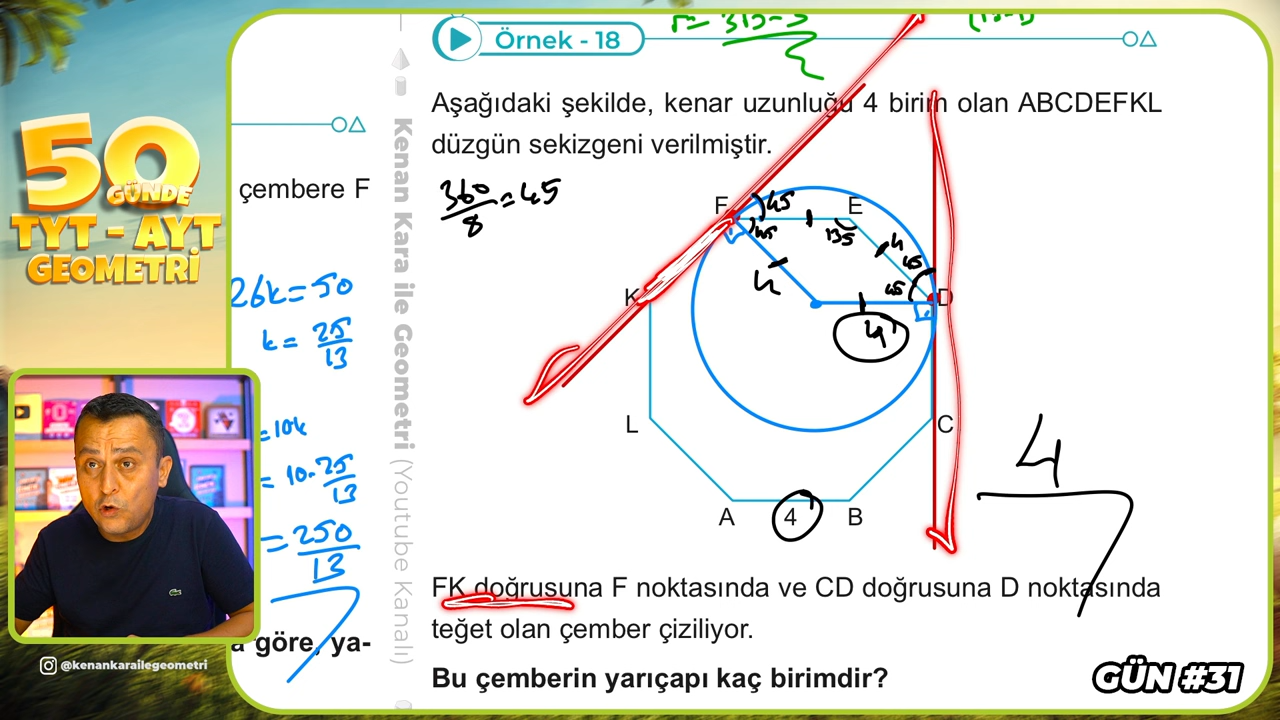 50
GÜNDE
TYT - AYT
GEOMETRİ
@kenankarailegeometri
çembere F
26k = 50
k = 25/13
= 10k
= 10 · 25/13
= 250/13
a göre, ya-
Kenan Kara ile Geometri (Youtube Kanalı)
Örnek - 18
Aşağıdaki şekilde, kenar uzunluğu 4 birim olan ABCDEFKL
düzgün sekizgeni verilmiştir.
360/8 = 45
F
45
E
45
135
4
45
K
4
45
D
4
L
C
4
A
4
B
FK doğrusuna F noktasında ve CD doğrusuna D noktasında
teğet olan çember çiziliyor.
Bu çemberin yarıçapı kaç birimdir?
GÜN #31